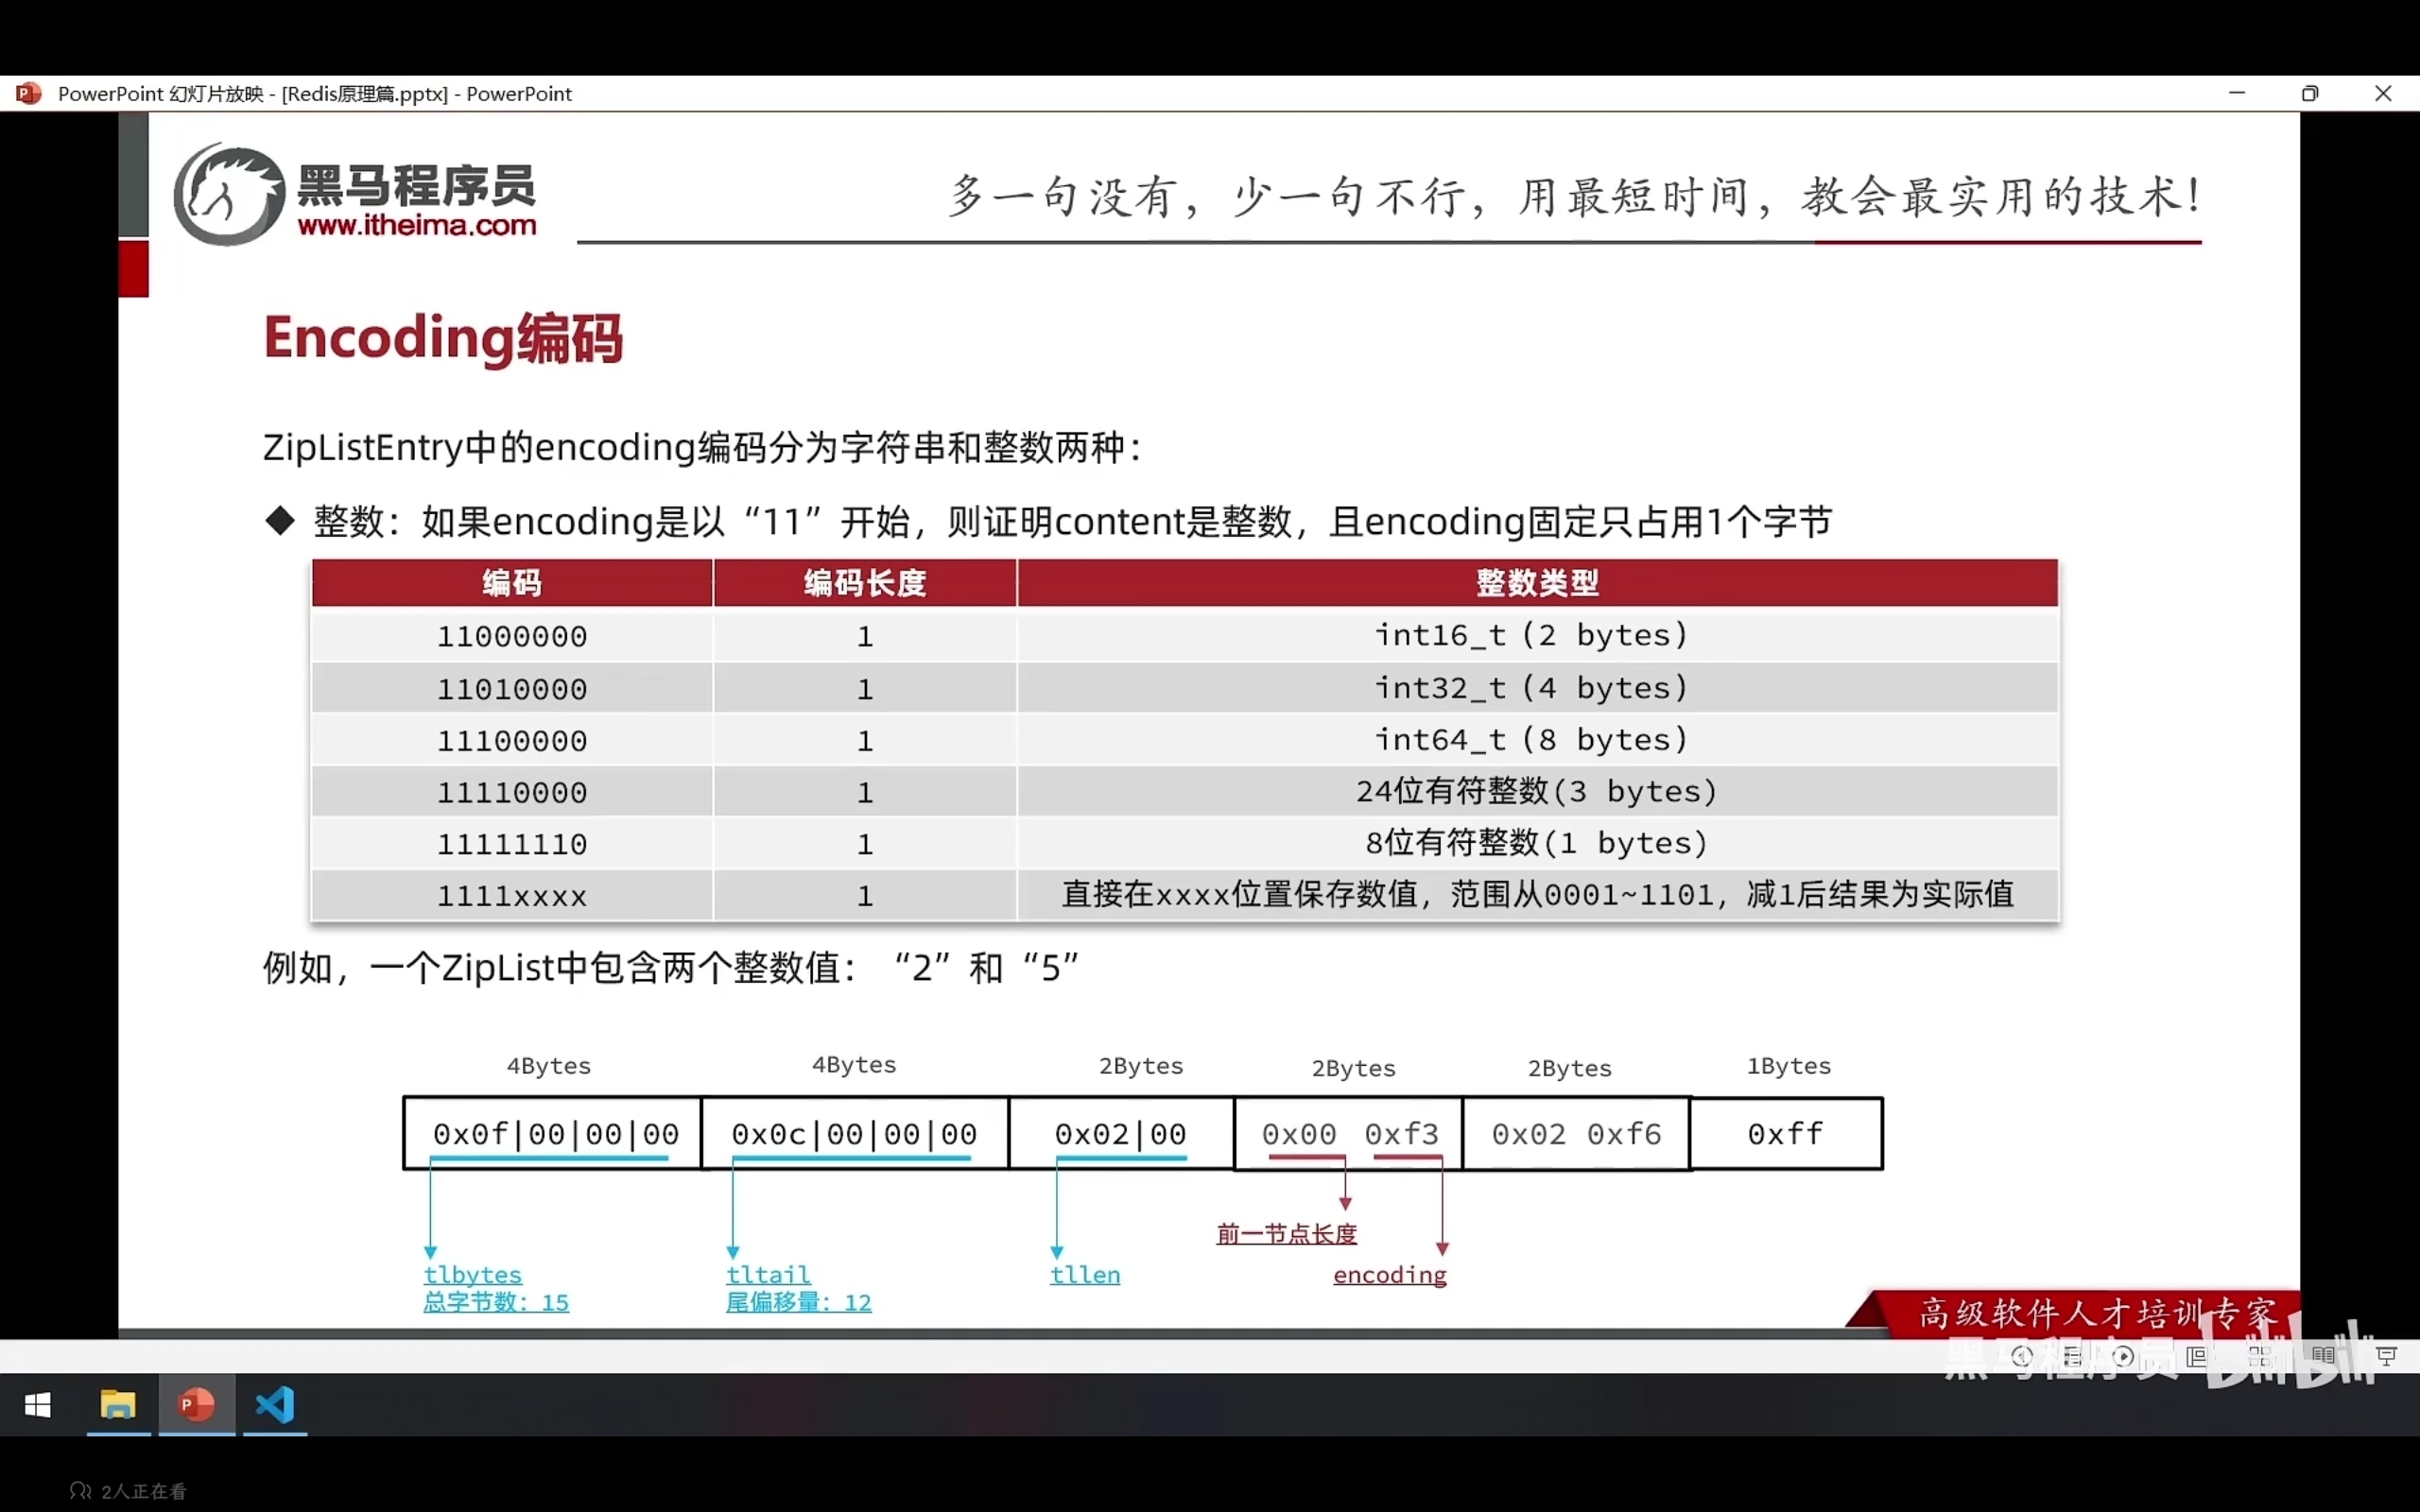 PowerPoint 幻灯片放映 - [Redis原理篇.pptx] - PowerPoint
黑马程序员
www.itheima.com
多一句没有，少一句不行，用最短时间，教会最实用的技术！
Encoding编码
ZipListEntry中的encoding编码分为字符串和整数两种：
◆ 整数：如果encoding是以“11”开始，则证明content是整数，且encoding固定只占用1个字节
编码 编码长度 整数类型
11000000 1 int16_t (2 bytes)
11010000 1 int32_t (4 bytes)
11100000 1 int64_t (8 bytes)
11110000 1 24位有符整数(3 bytes)
11111110 1 8位有符整数(1 bytes)
1111xxxx 1 直接在xxxx位置保存数值，范围从0001~1101，减1后结果为实际值
例如，一个ZipList中包含两个整数值：“2”和“5”
4Bytes 4Bytes 2Bytes 2Bytes 2Bytes 1Bytes
0x0f|00|00|00 0x0c|00|00|00 0x02|00 0x00 0xf3 0x02 0xf6 0xff
前一节点长度
tlbytes tltail tllen encoding
总字节数：15 尾偏移量：12
高级软件人才培训专家
黑马程序员 bilibili
2人正在看